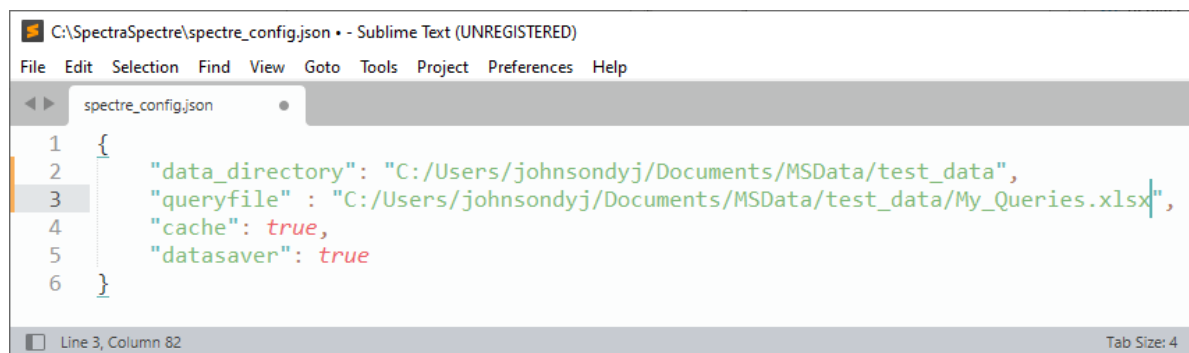 C:\SpectraSpectre\spectre_config.json • - Sublime Text (UNREGISTERED)
File Edit Selection Find View Goto Tools Project Preferences Help
spectre_config.json
1 {
2 "data_directory": "C:/Users/johnsondyj/Documents/MSData/test_data",
3 "queryfile" : "C:/Users/johnsondyj/Documents/MSData/test_data/My_Queries.xlsx",
4 "cache": true,
5 "datasaver": true
6 }
Line 3, Column 82 Tab Size: 4